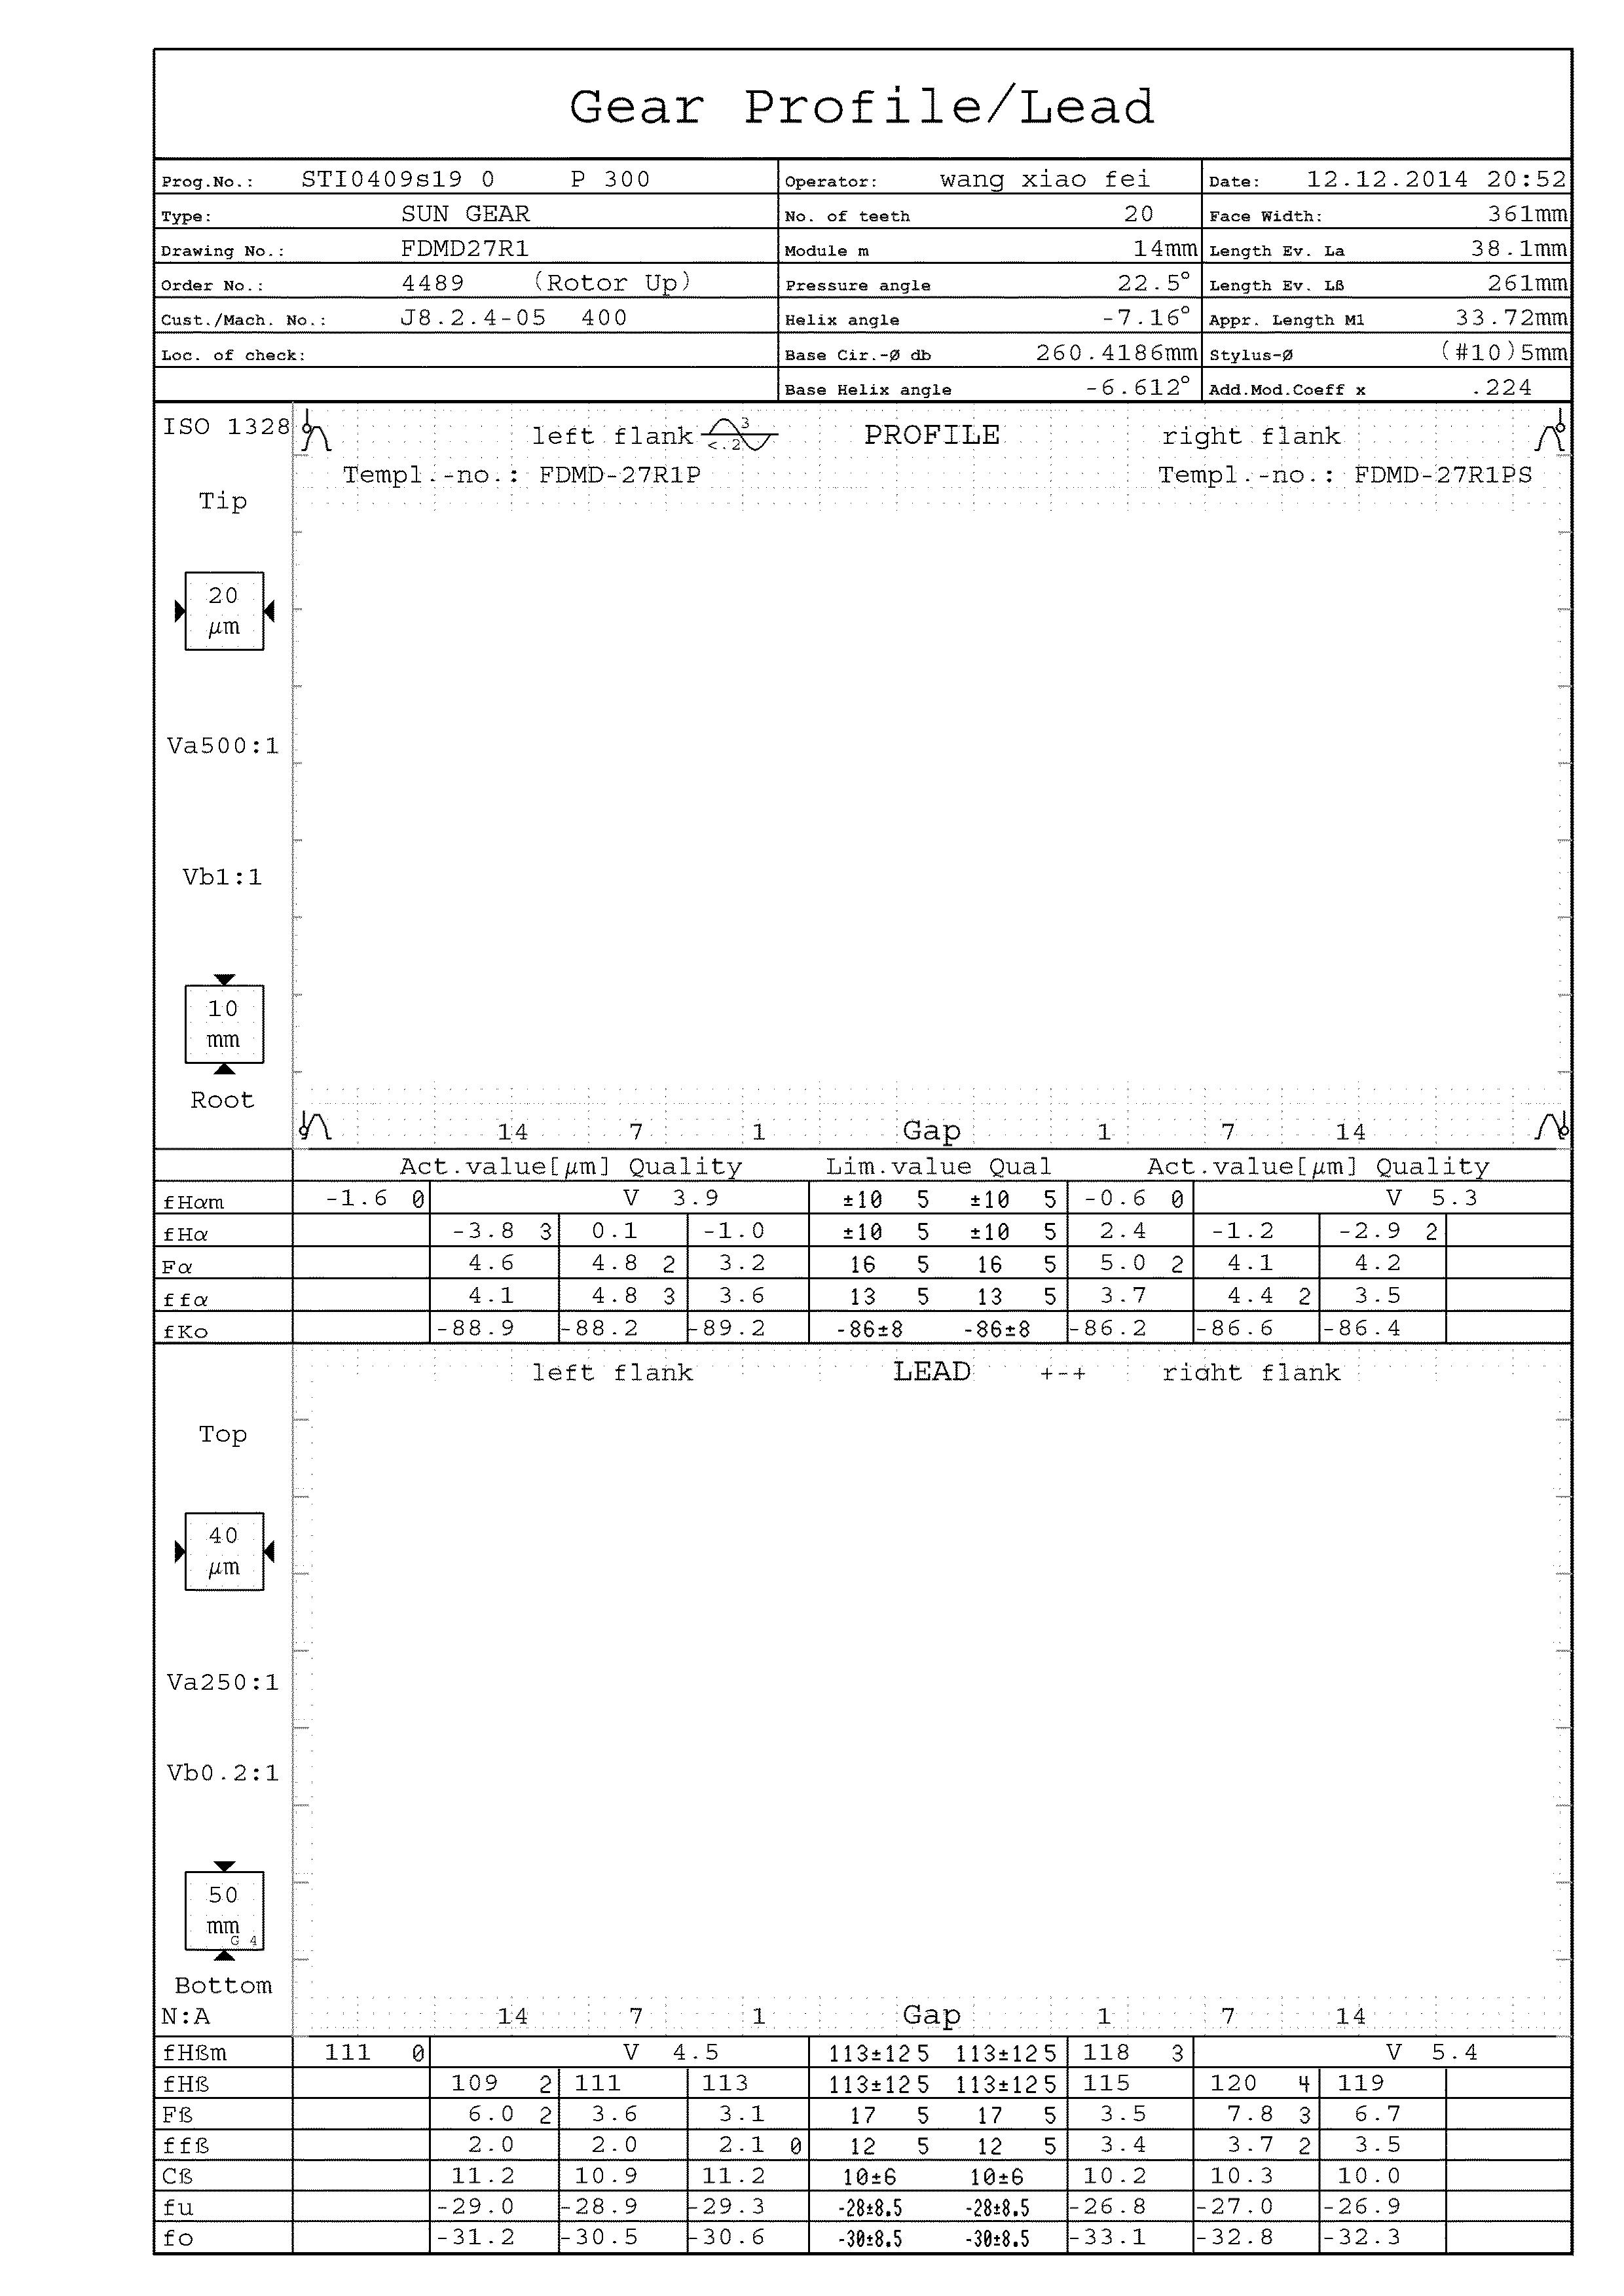 Gear Profile/Lead
Prog.No.: STI0409s19 0 P 300 Operator: wang xiao fei Date: 12.12.2014 20:52
Type: SUN GEAR No. of teeth 20 Face Width: 361mm
Drawing No.: FDMD27R1 Module m 14mm Length Ev. Lа 38.1mm
Order No.: 4489 (Rotor Up) Pressure angle 22.5° Length Ev. Lß 261mm
Cust./Mach. No.: J8.2.4-05 400 Helix angle -7.16° Appr. Length M1 33.72mm
Loc. of check: Base Cir.-Ø db 260.4186mm Stylus-Ø (#10)5mm
Base Helix angle -6.612° Add.Mod.Coeff x .224
ISO 1328 left flank 3 <.2 PROFILE right flank
Templ.-no.: FDMD-27R1P Templ.-no.: FDMD-27R1PS
Tip
20
µm
Va500:1
Vb1:1
10
mm
Root
14 7 1 Gap 1 7 14
Act.value[µm] Quality Lim.value Qual Act.value[µm] Quality
fHαm -1.6 0 V 3.9 ±10 5 ±10 5 -0.6 0 V 5.3
fHα -3.8 3 0.1 -1.0 ±10 5 ±10 5 2.4 -1.2 -2.9 2
Fα 4.6 4.8 2 3.2 16 5 16 5 5.0 2 4.1 4.2
ffα 4.1 4.8 3 3.6 13 5 13 5 3.7 4.4 2 3.5
fKo -88.9 -88.2 -89.2 -86±8 -86±8 -86.2 -86.6 -86.4
left flank LEAD +-+ right flank
Top
40
µm
Va250:1
Vb0.2:1
50
mm
G 4
Bottom
N:A 14 7 1 Gap 1 7 14
fHßm 111 0 V 4.5 113±12 5 113±12 5 118 3 V 5.4
fHß 109 2 111 113 113±12 5 113±12 5 115 120 4 119
Fß 6.0 2 3.6 3.1 17 5 17 5 3.5 7.8 3 6.7
ffß 2.0 2.0 2.1 0 12 5 12 5 3.4 3.7 2 3.5
Cß 11.2 10.9 11.2 10±6 10±6 10.2 10.3 10.0
fu -29.0 -28.9 -29.3 -28±8.5 -28±8.5 -26.8 -27.0 -26.9
fo -31.2 -30.5 -30.6 -30±8.5 -30±8.5 -33.1 -32.8 -32.3